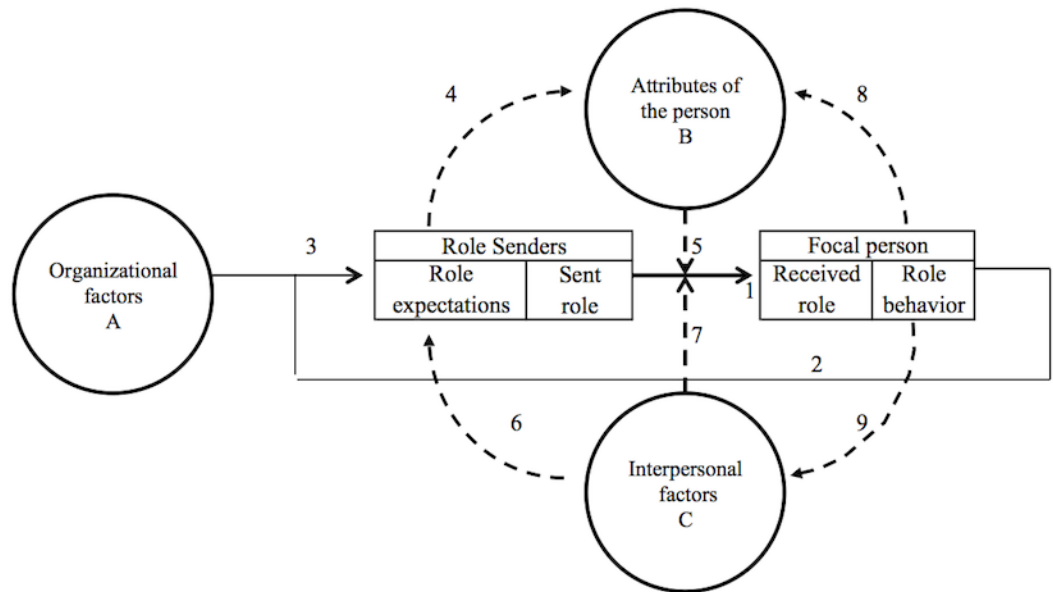 Attributes of
the person
B
4
8
Organizational
factors
A
3
Role Senders
Role
expectations
Sent
role
5
1
7
Focal person
Received
role
Role
behavior
2
6
9
Interpersonal
factors
C